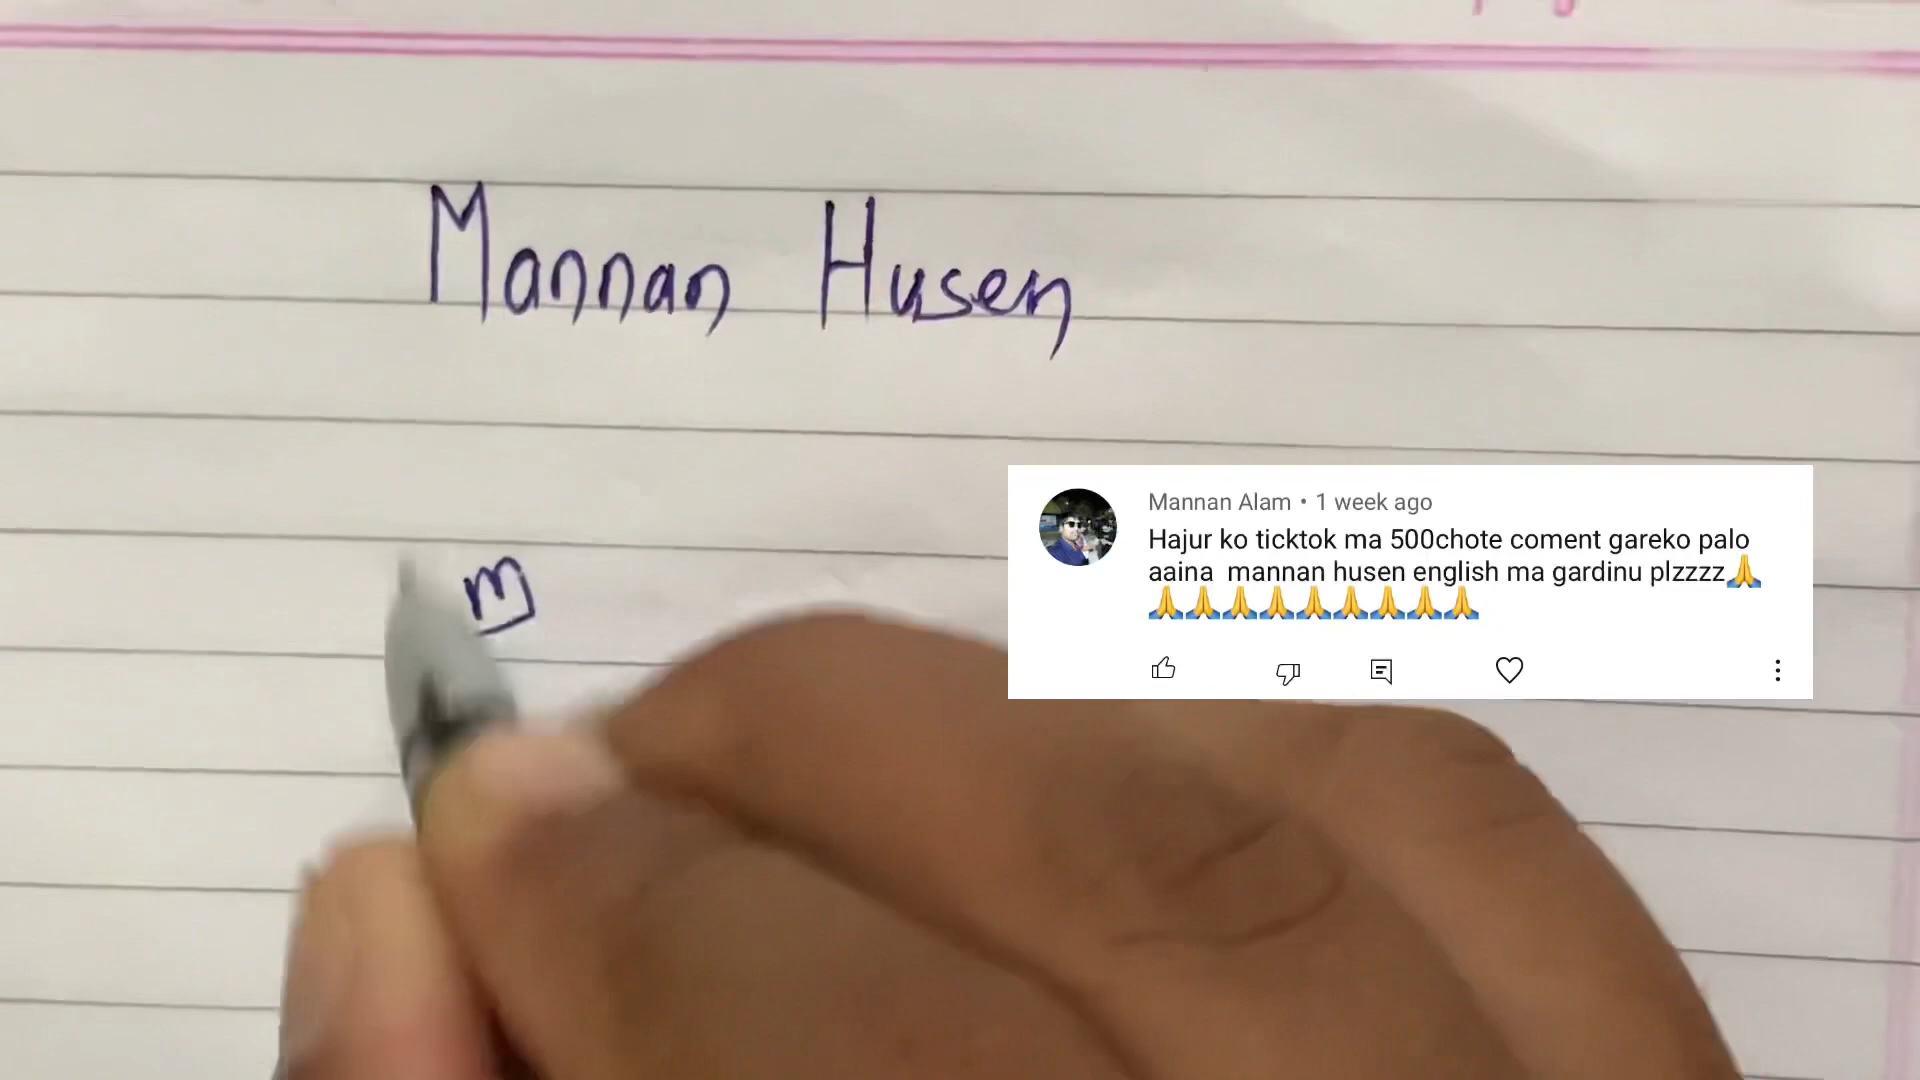 Mannan Husen
m
Mannan Alam • 1 week ago
Hajur ko ticktok ma 500chote coment gareko palo
aaina mannan husen english ma gardinu plzzzz🙏
🙏🙏🙏🙏🙏🙏🙏🙏🙏